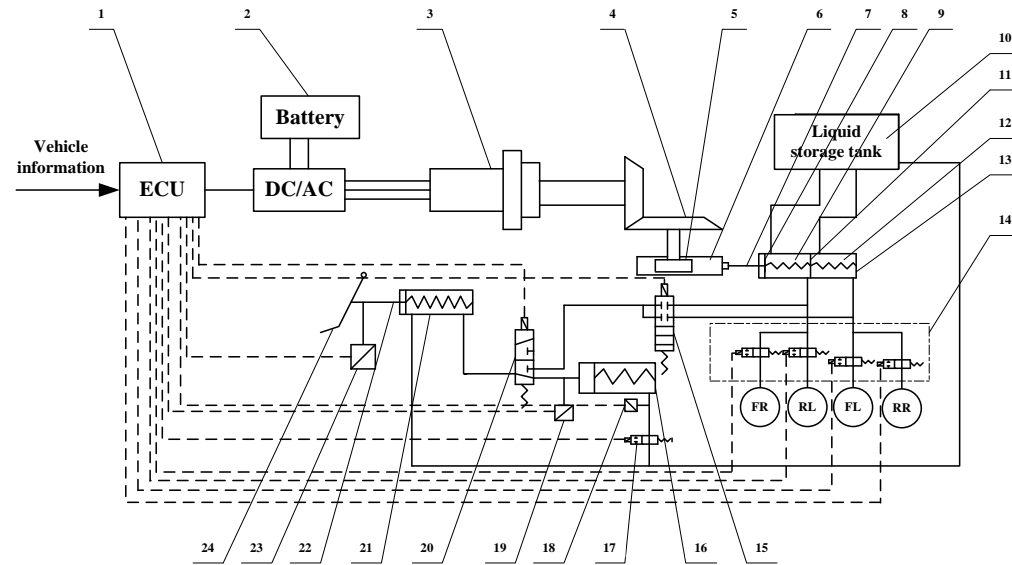 1 2 3 4 5 6 7 8 9
10
11
12
13
14
Battery
Liquid
storage tank
Vehicle
information
ECU
DC/AC
FR RL FL RR
24 23 22 21 20 19 18 17 16 15